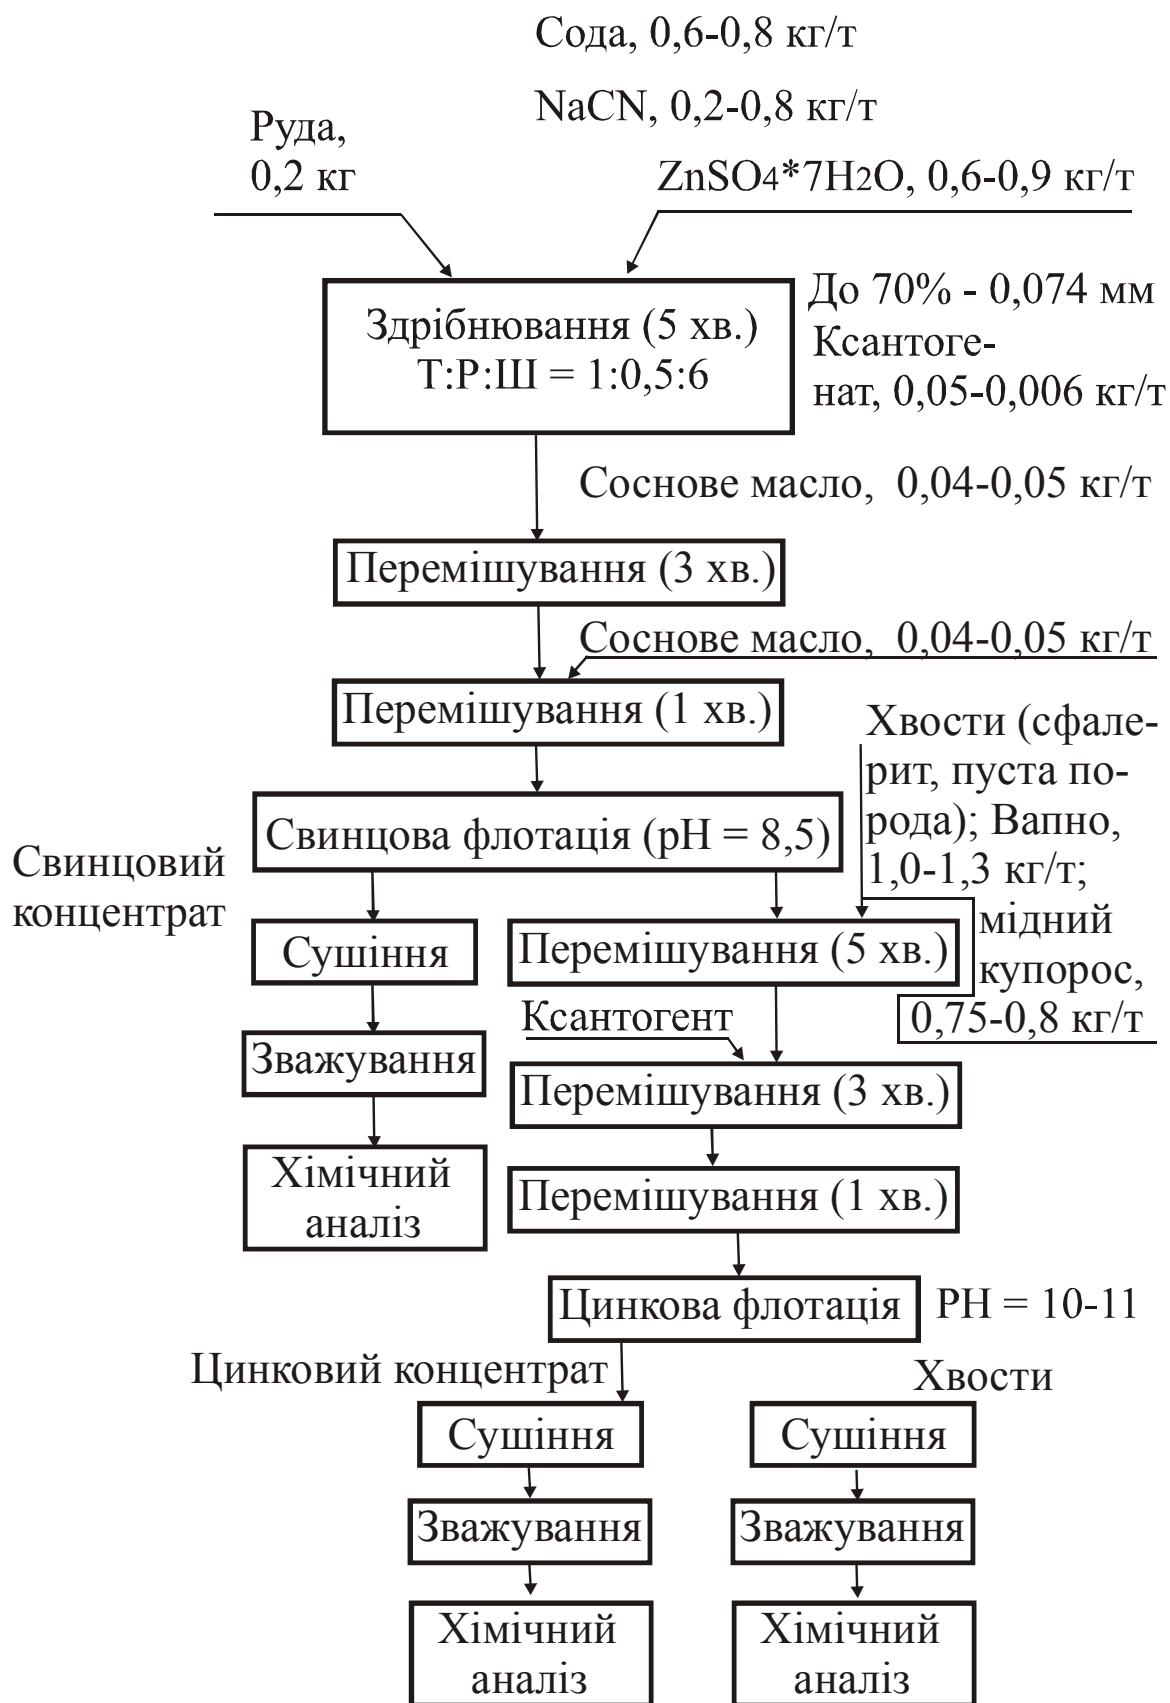 Сода, 0,6-0,8 кг/т
NaCN, 0,2-0,8 кг/т
Руда,
0,2 кг
ZnSO4*7H2O, 0,6-0,9 кг/т
Здрібнювання (5 хв.)
Т:Р:Ш = 1:0,5:6
До 70% - 0,074 мм
Ксантоге-
нат, 0,05-0,006 кг/т
Соснове масло, 0,04-0,05 кг/т
Перемішування (3 хв.)
Соснове масло, 0,04-0,05 кг/т
Перемішування (1 хв.)
Хвости (сфале-
рит, пуста по-
рода); Вапно,
1,0-1,3 кг/т;
мідний
купорос,
0,75-0,8 кг/т
Свинцова флотація (pH = 8,5)
Свинцовий
концентрат
Сушіння
Перемішування (5 хв.)
Ксантогент
Зважування
Перемішування (3 хв.)
Хімічний
аналіз
Перемішування (1 хв.)
Цинкова флотація
PH = 10-11
Цинковий концентрат
Хвости
Сушіння
Сушіння
Зважування
Зважування
Хімічний
аналіз
Хімічний
аналіз